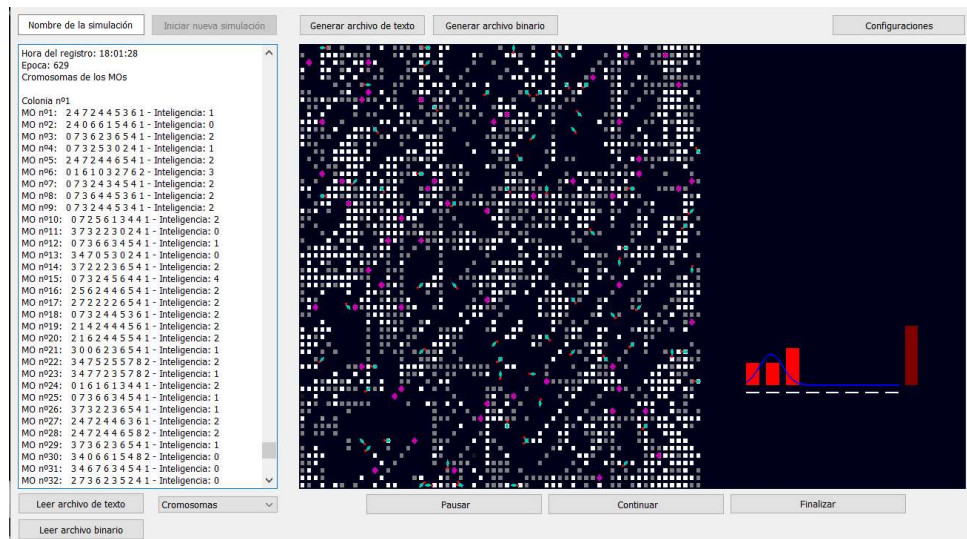 Nombre de la simulación
Iniciar nueva simulación
Generar archivo de texto
Generar archivo binario
Configuraciones
Hora del registro: 18:01:28
Epoca: 629
Cromosomas de los MOs
Colonia nº1
MO nº1: 2 4 7 2 4 4 5 3 6 1 - Inteligencia: 1
MO nº2: 2 4 0 6 6 1 5 4 6 1 - Inteligencia: 0
MO nº3: 0 7 3 6 2 3 6 5 4 1 - Inteligencia: 2
MO nº4: 0 7 3 2 5 3 0 2 4 1 - Inteligencia: 1
MO nº5: 2 4 7 2 4 4 6 5 4 1 - Inteligencia: 2
MO nº6: 0 1 6 1 0 3 2 7 6 2 - Inteligencia: 3
MO nº7: 0 7 3 2 4 3 4 5 4 1 - Inteligencia: 2
MO nº8: 0 7 3 6 4 4 5 3 6 1 - Inteligencia: 2
MO nº9: 0 7 3 2 4 4 5 3 4 1 - Inteligencia: 2
MO nº10: 0 7 2 5 6 1 3 4 4 1 - Inteligencia: 2
MO nº11: 3 7 3 2 2 3 0 2 4 1 - Inteligencia: 0
MO nº12: 0 7 3 6 6 3 4 5 4 1 - Inteligencia: 1
MO nº13: 3 4 7 0 5 3 0 2 4 1 - Inteligencia: 0
MO nº14: 3 7 2 2 2 3 6 5 4 1 - Inteligencia: 2
MO nº15: 0 7 3 2 4 5 6 4 4 1 - Inteligencia: 4
MO nº16: 2 5 6 2 4 4 6 5 4 1 - Inteligencia: 2
MO nº17: 2 7 2 2 2 2 6 5 4 1 - Inteligencia: 2
MO nº18: 0 7 3 2 4 4 5 3 6 1 - Inteligencia: 2
MO nº19: 2 1 4 2 4 4 4 5 6 1 - Inteligencia: 2
MO nº20: 2 1 6 2 4 4 5 5 4 1 - Inteligencia: 2
MO nº21: 3 0 0 6 2 3 6 5 4 1 - Inteligencia: 1
MO nº22: 3 4 7 5 2 5 5 7 8 2 - Inteligencia: 2
MO nº23: 3 4 7 7 2 3 5 7 8 2 - Inteligencia: 1
MO nº24: 0 1 6 1 6 1 3 4 4 1 - Inteligencia: 2
MO nº25: 0 7 3 6 6 3 4 5 4 1 - Inteligencia: 1
MO nº26: 3 7 3 2 2 3 6 5 4 1 - Inteligencia: 1
MO nº27: 2 4 7 2 4 4 6 3 6 1 - Inteligencia: 2
MO nº28: 2 4 7 2 4 4 6 5 8 2 - Inteligencia: 2
MO nº29: 3 7 3 6 2 3 6 5 4 1 - Inteligencia: 1
MO nº30: 3 4 0 6 6 1 5 4 8 2 - Inteligencia: 0
MO nº31: 3 4 6 7 6 3 4 5 4 1 - Inteligencia: 0
MO nº32: 2 7 3 6 2 3 5 2 4 1 - Inteligencia: 0
Leer archivo de texto
Cromosomas
Pausar
Continuar
Finalizar
Leer archivo binario